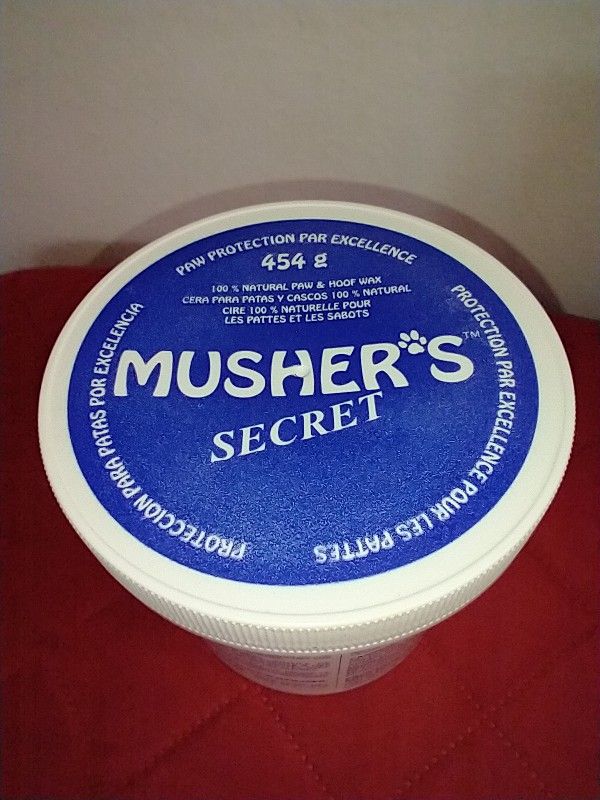 PAW PROTECTION PAR EXCELLENCE
454 g
100 % NATURAL PAW & HOOF WAX
CERA PARA PATAS Y CASCOS 100 % NATURAL
CIRE 100 % NATURELLE POUR
LES PATTES ET LES SABOTS
MUSHER'S™
SECRET
PROTECTION PAR EXCELLENCE POUR LES PATTES
PROTECCIÓN PARA PATAS POR EXCELENCIA